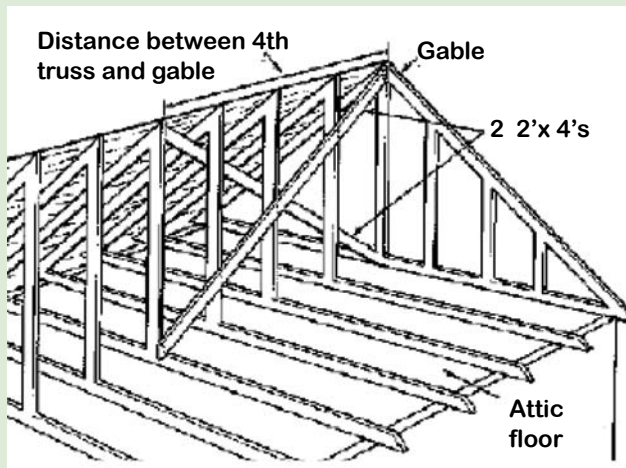 Distance between 4th
truss and gable
Gable
2 2’x 4’s
Attic
floor